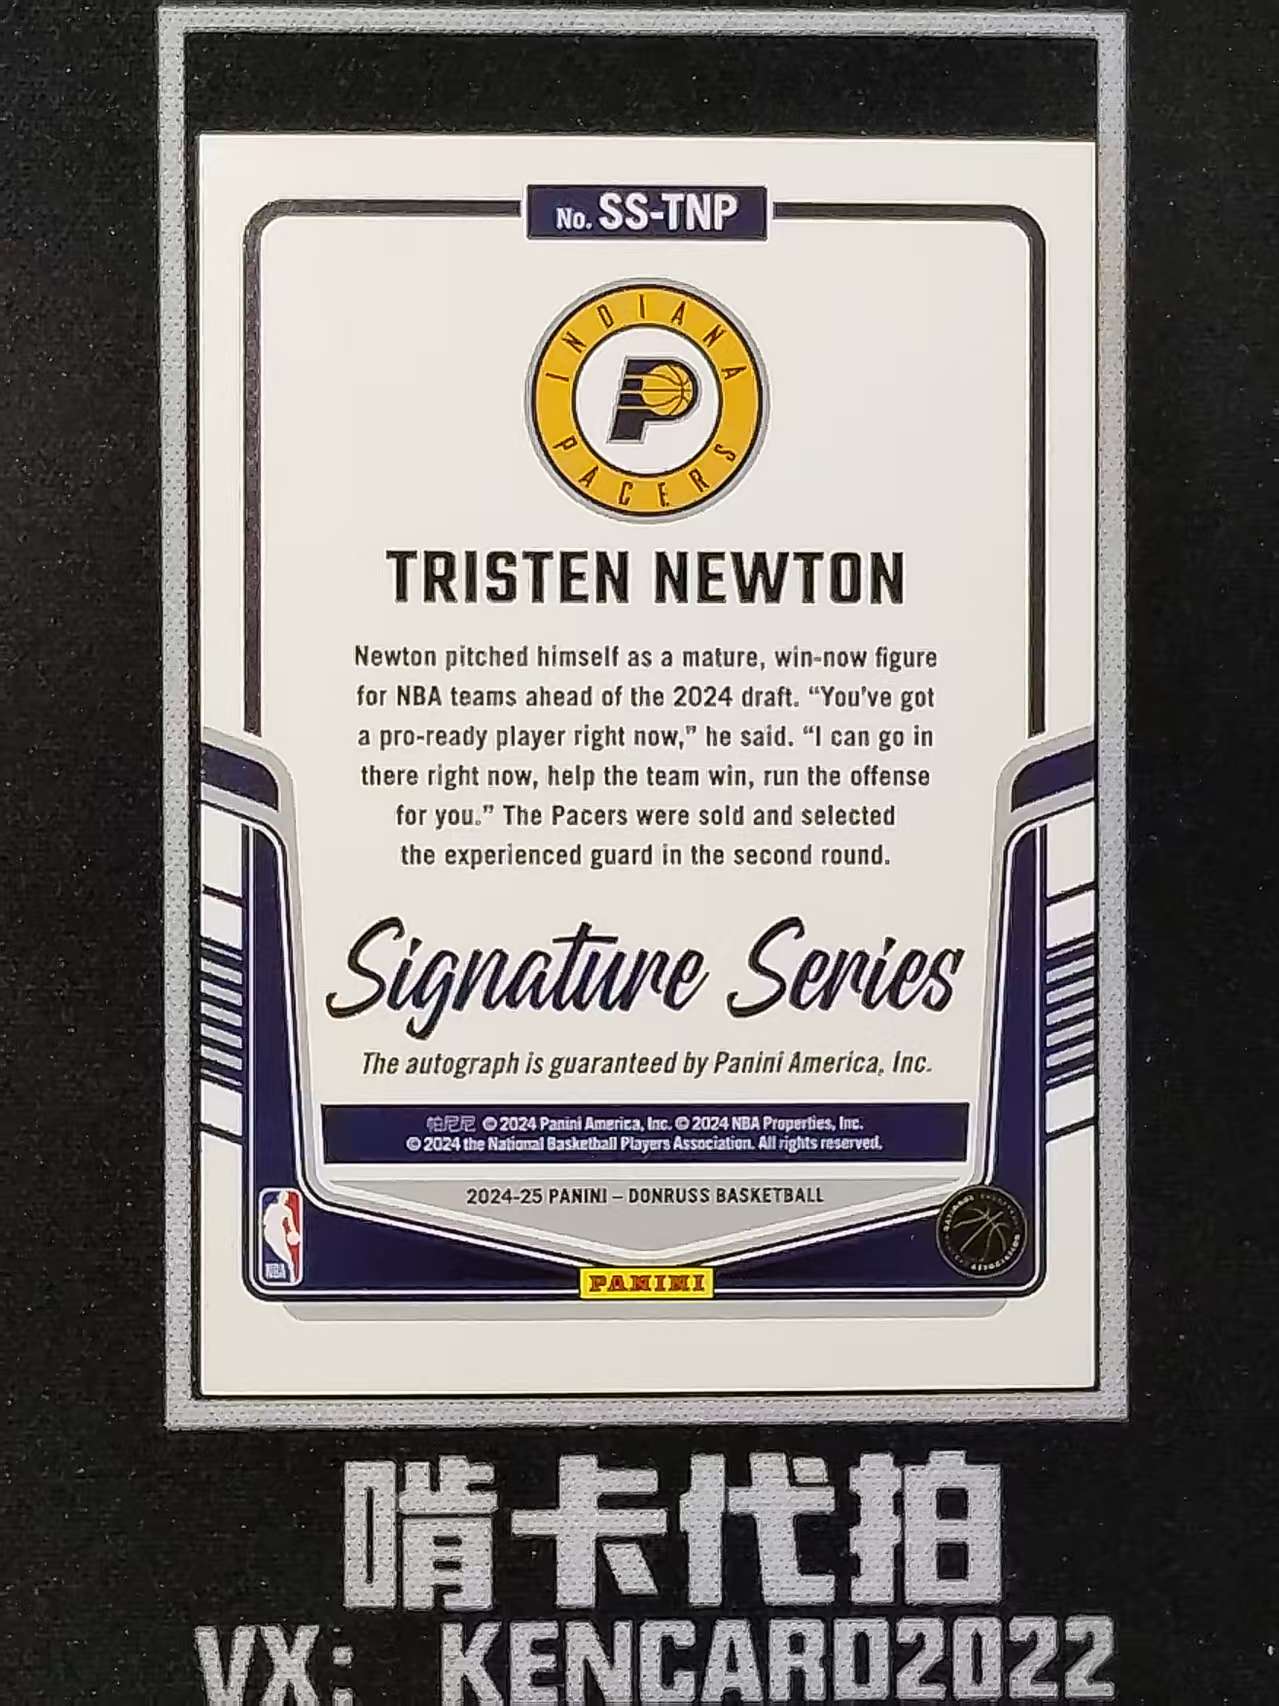 No. SS-TNP
INDIANA
PACERS
TRISTEN NEWTON
Newton pitched himself as a mature, win-now figure
for NBA teams ahead of the 2024 draft. “You've got
a pro-ready player right now,” he said. “I can go in
there right now, help the team win, run the offense
for you.” The Pacers were sold and selected
the experienced guard in the second round.
Signature Series
The autograph is guaranteed by Panini America, Inc.
帕尼尼 © 2024 Panini America, Inc. © 2024 NBA Properties, Inc.
© 2024 the National Basketball Players Association. All rights reserved.
2024-25 PANINI – DONRUSS BASKETBALL
NBA
PANINI
啃卡代拍
VX: KENCARD2022